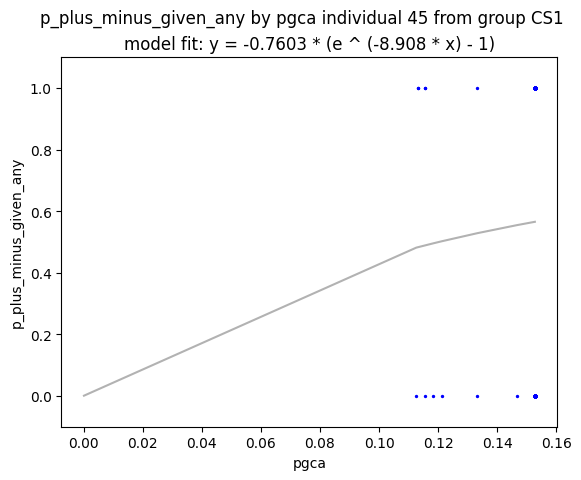 p_plus_minus_given_any by pgca individual 45 from group CS1
model fit: y = -0.7603 * (e ^ (-8.908 * x) - 1)
1.0
0.8
0.6
0.4
0.2
0.0
p_plus_minus_given_any
0.00 0.02 0.04 0.06 0.08 0.10 0.12 0.14 0.16
pgca